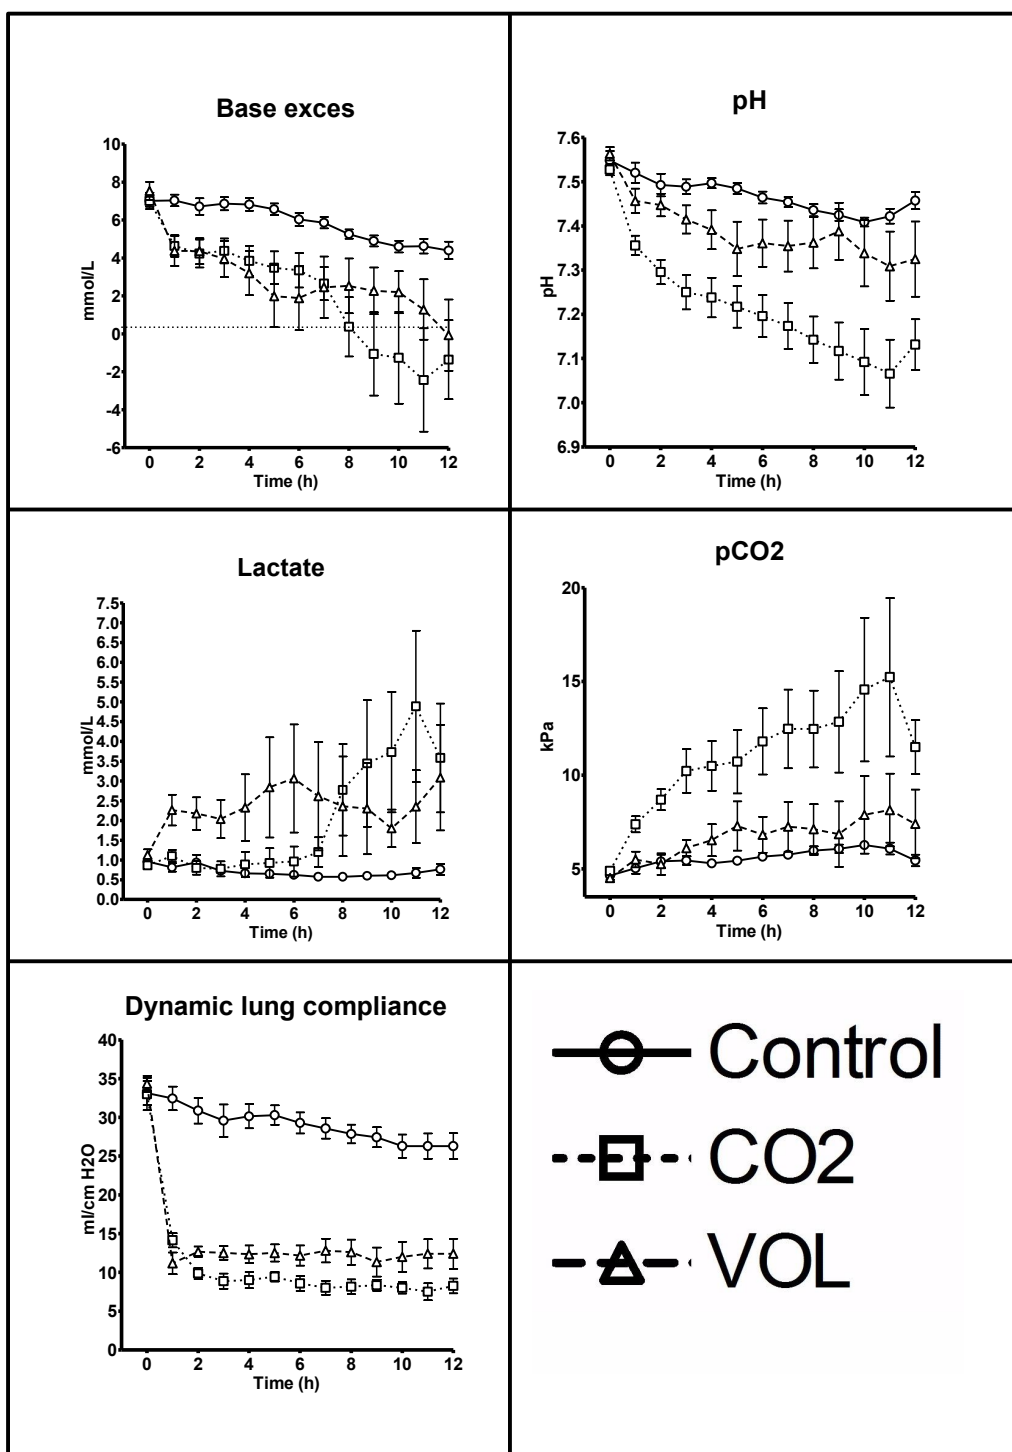 Base exces
mmol/L
10
8
6
4
2
0
-2
-4
-6
0 2 4 6 8 10 12
Time (h)
pH
pH
7.6
7.5
7.4
7.3
7.2
7.1
7.0
6.9
0 2 4 6 8 10 12
Time (h)
Lactate
mmol/L
7.5
7.0
6.5
6.0
5.5
5.0
4.5
4.0
3.5
3.0
2.5
2.0
1.5
1.0
0.5
0.0
0 2 4 6 8 10 12
Time (h)
pCO2
kPa
20
15
10
5
0 2 4 6 8 10 12
Time (h)
Dynamic lung compliance
ml/cm H2O
40
35
30
25
20
15
10
5
0
0 2 4 6 8 10 12
Time (h)
Control
CO2
VOL